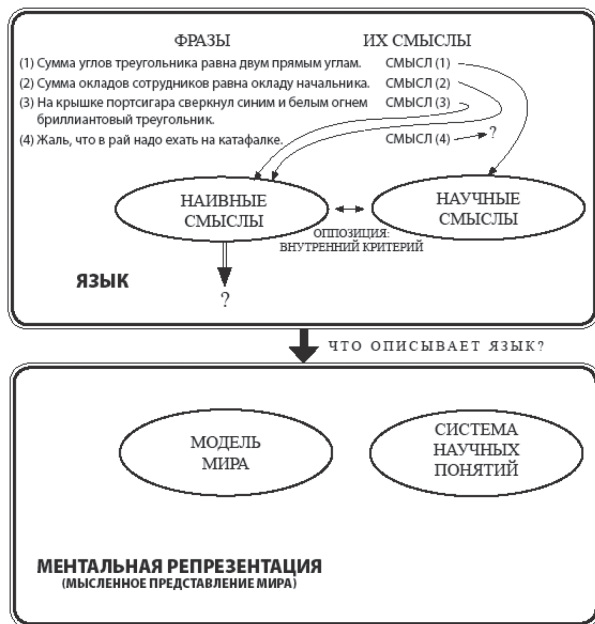 ФРАЗЫ ИХ СМЫСЛЫ
(1) Сумма углов треугольника равна двум прямым углам. СМЫСЛ (1)
(2) Сумма окладов сотрудников равна окладу начальника. СМЫСЛ (2)
(3) На крышке портсигара сверкнул синим и белым огнем СМЫСЛ (3)
бриллиантовый треугольник.
(4) Жаль, что в рай надо ехать на катафалке. СМЫСЛ (4) ?
НАИВНЫЕ
СМЫСЛЫ
НАУЧНЫЕ
СМЫСЛЫ
ОППОЗИЦИЯ:
ВНУТРЕННИЙ КРИТЕРИЙ
ЯЗЫК
?
ЧТО ОПИСЫВАЕТ ЯЗЫК?
МОДЕЛЬ
МИРА
СИСТЕМА
НАУЧНЫХ
ПОНЯТИЙ
МЕНТАЛЬНАЯ РЕПРЕЗЕНТАЦИЯ
(МЫСЛЕННОЕ ПРЕДСТАВЛЕНИЕ МИРА)